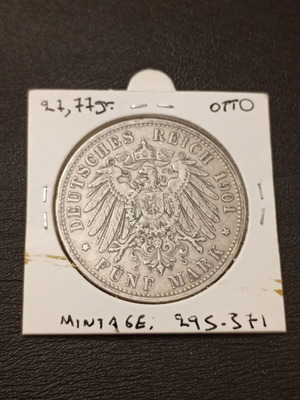 27,77gr.
OTTO
DEUTSCHES REICH 1901
FÜNF MARK
MINTAGE. 295.371